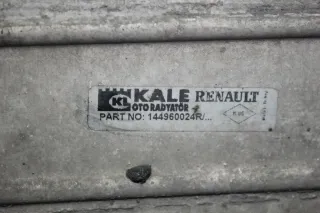 KL KALE RENAULT
OTO RADYATÖR
PART NO: 144960024R/...